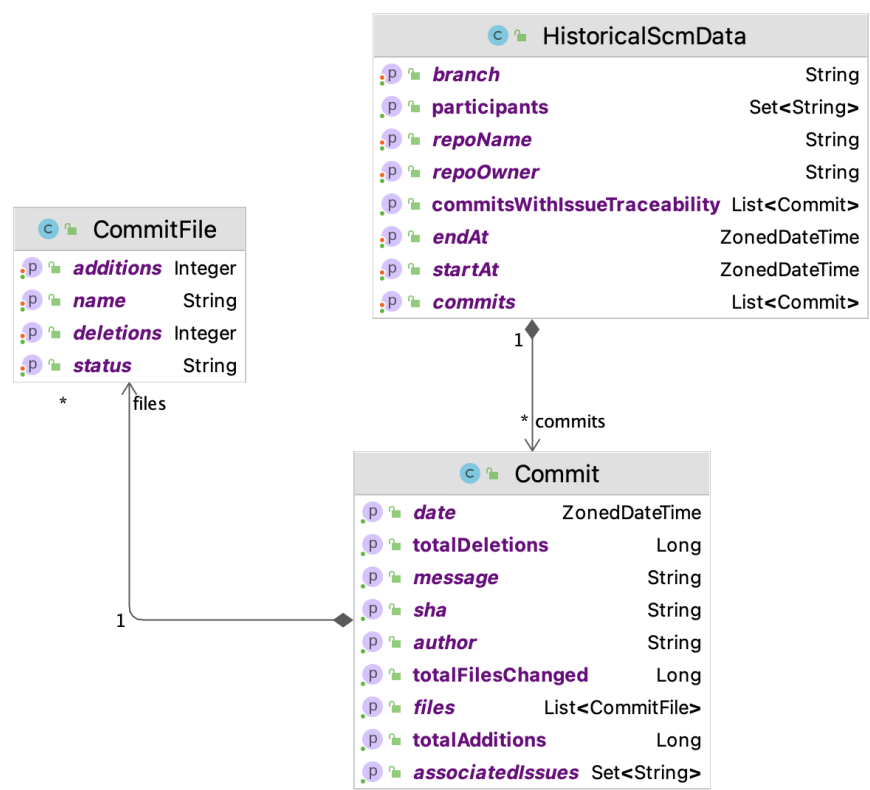 C HistoricalScmData
p branch String
p participants Set<String>
p repoName String
p repoOwner String
p commitsWithIssueTraceability List<Commit>
p endAt ZonedDateTime
p startAt ZonedDateTime
p commits List<Commit>
C CommitFile
p additions Integer
p name String
p deletions Integer
p status String
* files
1
* commits
C Commit
p date ZonedDateTime
p totalDeletions Long
p message String
p sha String
p author String
p totalFilesChanged Long
p files List<CommitFile>
p totalAdditions Long
p associatedIssues Set<String>
1